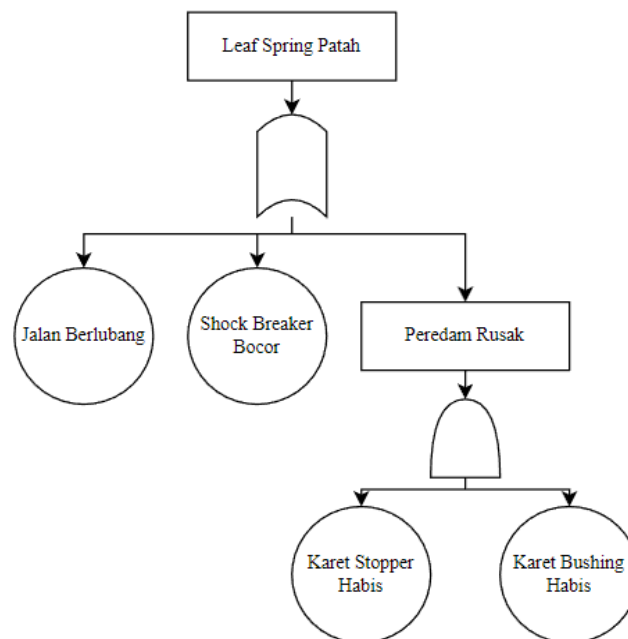 Leaf Spring Patah
Jalan Berlubang
Shock Breaker
Bocor
Peredam Rusak
Karet Stopper
Habis
Karet Bushing
Habis